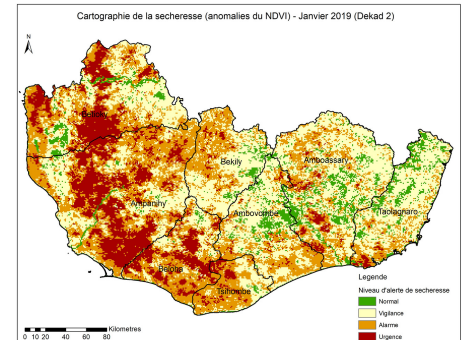 Cartographie de la secheresse (anomalies du NDVI) - Janvier 2019 (Dekad 2)
N
Bekily
Amboassary
Ampanihy
Ambovombe
Taolagnaro
Beloha
Tsihombe
Legende
Niveau d'alerte de secheresse
Normal
Vigilance
Alarme
Urgence
0 10 20 40 60 80 Kilometres